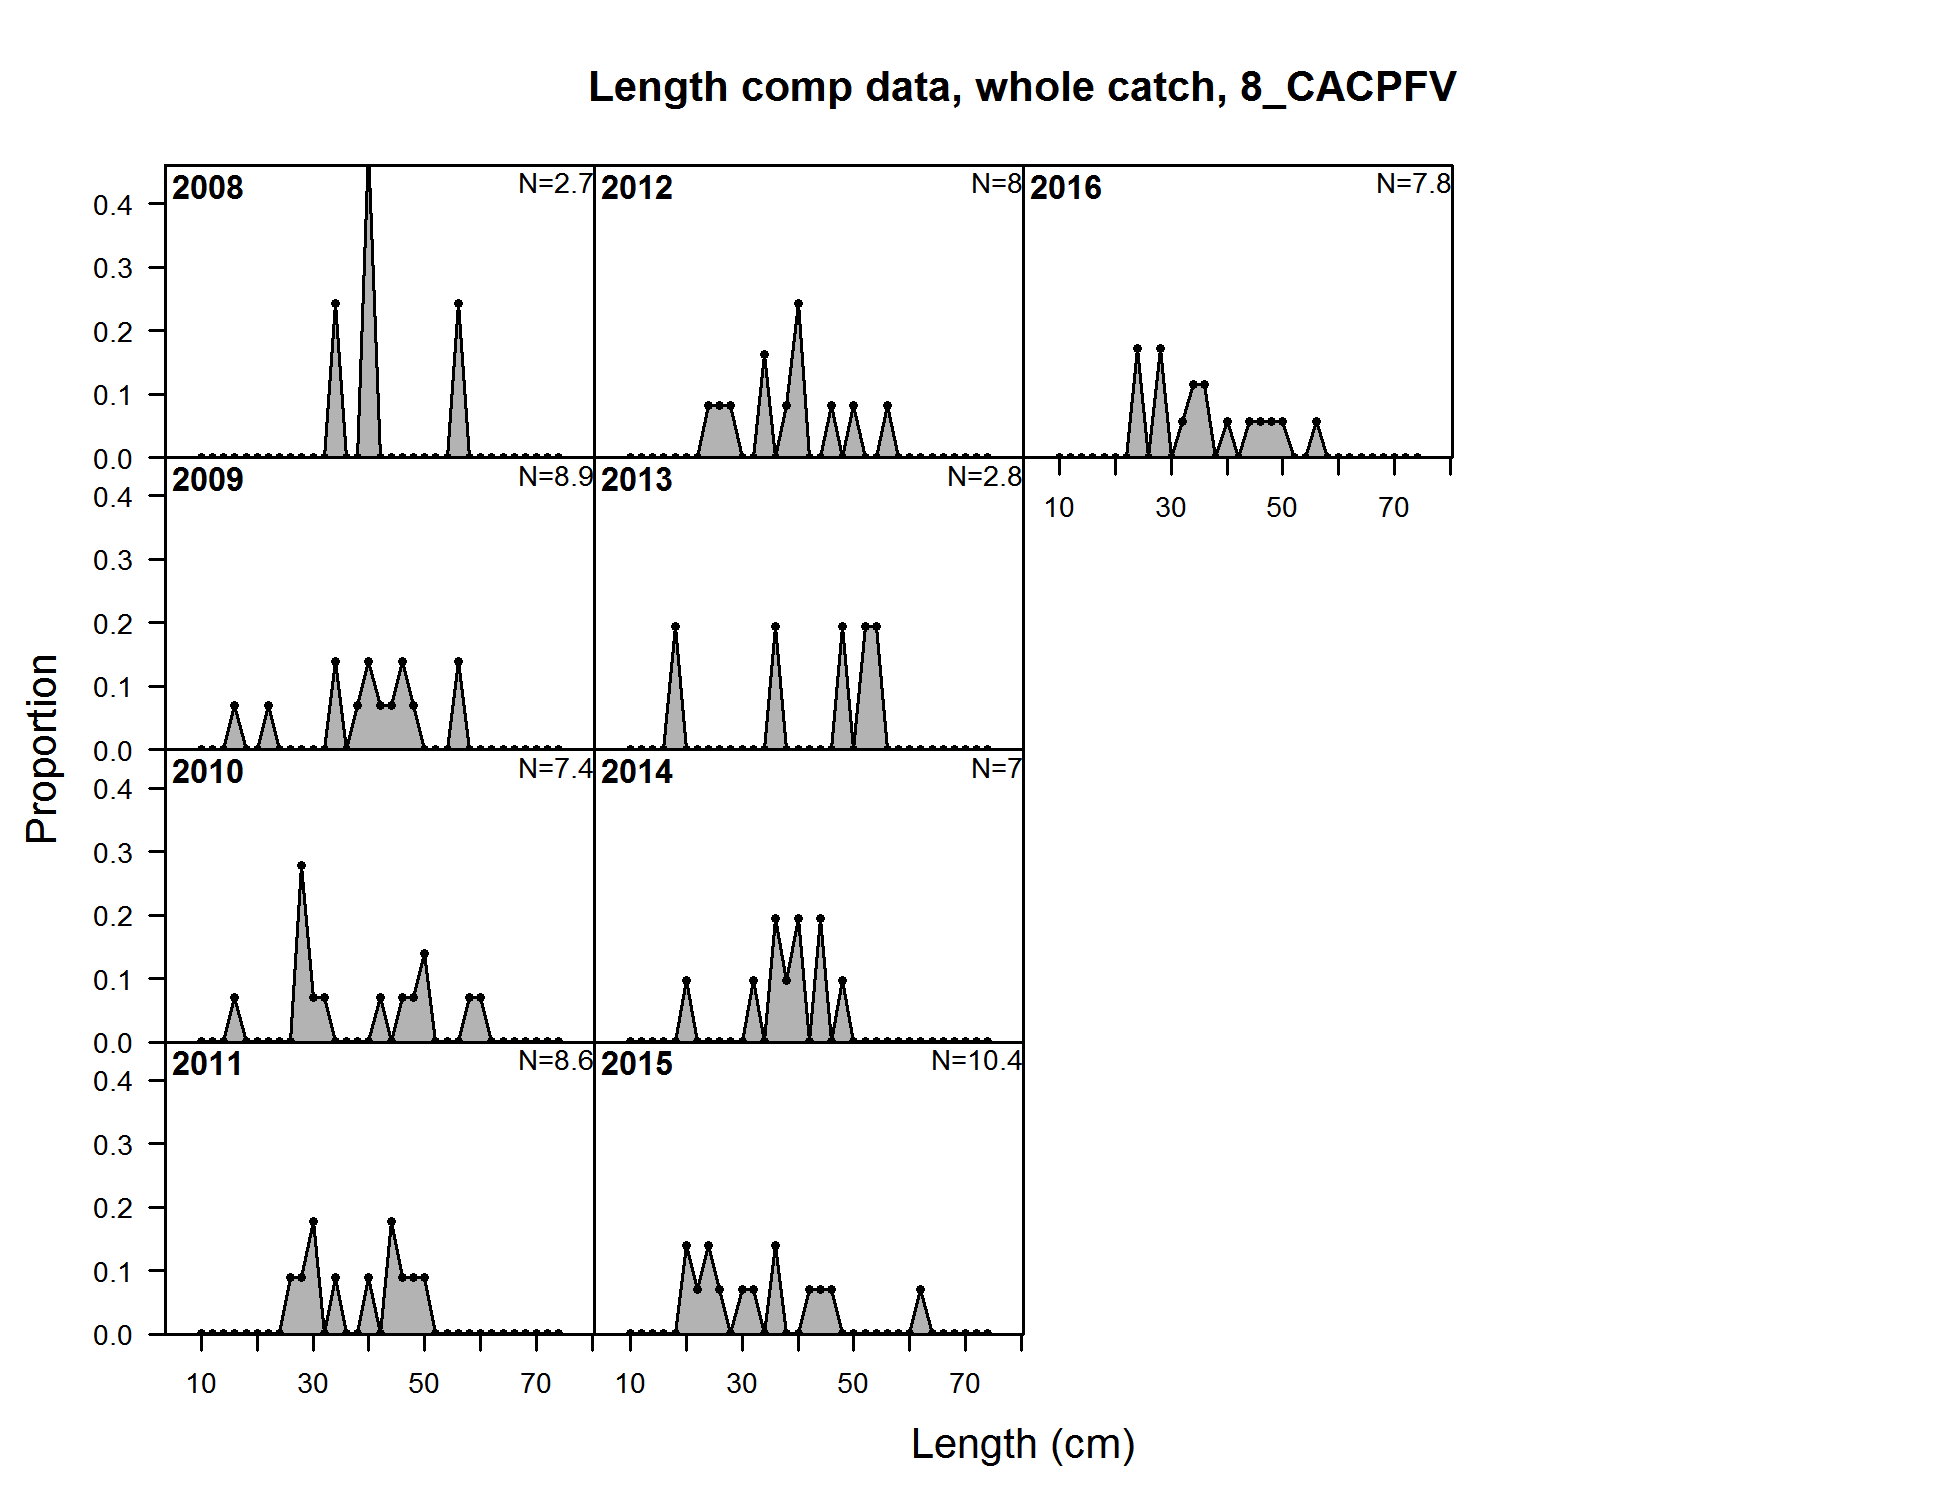 Length comp data, whole catch, 8_CACPFV
2008 N=2.7 2012 N=8 2016 N=7.8
0.4
0.3
0.2
0.1
0.0
2009 N=8.9 2013 N=2.8
0.4
10 30 50 70
0.3
0.2
0.1
0.0
2010 N=7.4 2014 N=7
0.4
0.3
0.2
0.1
0.0
2011 N=8.6 2015 N=10.4
0.4
0.3
0.2
0.1
0.0
10 30 50 70 10 30 50 70
Proportion
Length (cm)